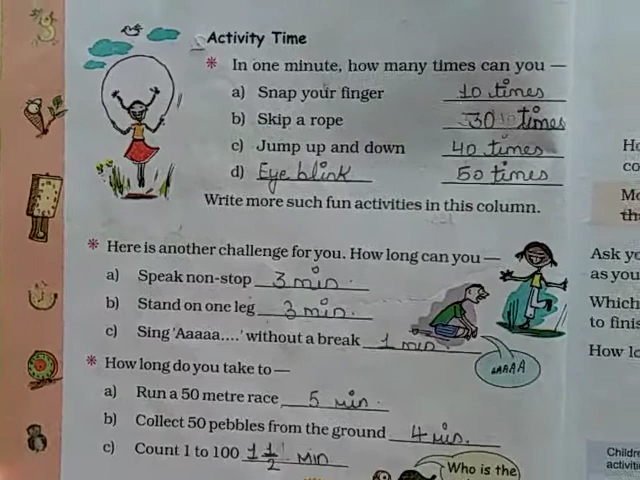 Activity Time
* In one minute, how many times can you —
a) Snap your finger 10 times
b) Skip a rope 30 times
c) Jump up and down 40 times
d) Eye blink 50 times
Write more such fun activities in this column.
* Here is another challenge for you. How long can you —
a) Speak non-stop 3 min.
b) Stand on one leg 3 min.
c) Sing 'Aaaaa....' without a break 1 min.
AAAAA
* How long do you take to —
a) Run a 50 metre race 5 min.
b) Collect 50 pebbles from the ground 4 min.
c) Count 1 to 100 1 1/2 min
Who is the
Ho
co
Mo
th
Ask yo
as you
Which
to finis
How lo
Childre
activiti